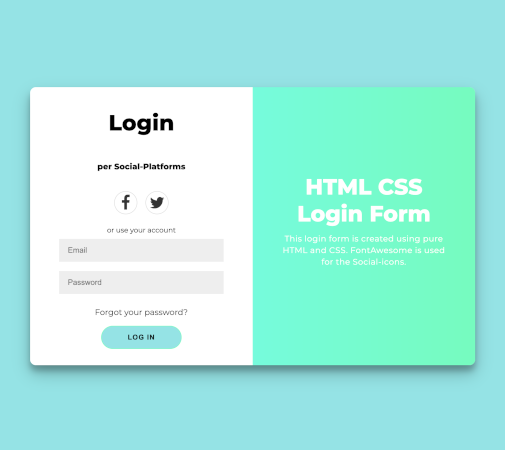 Login
per Social-Platforms
or use your account
Email
Password
Forgot your password?
LOG IN
HTML CSS
Login Form
This login form is created using pure
HTML and CSS. FontAwesome is used
for the Social-Icons.